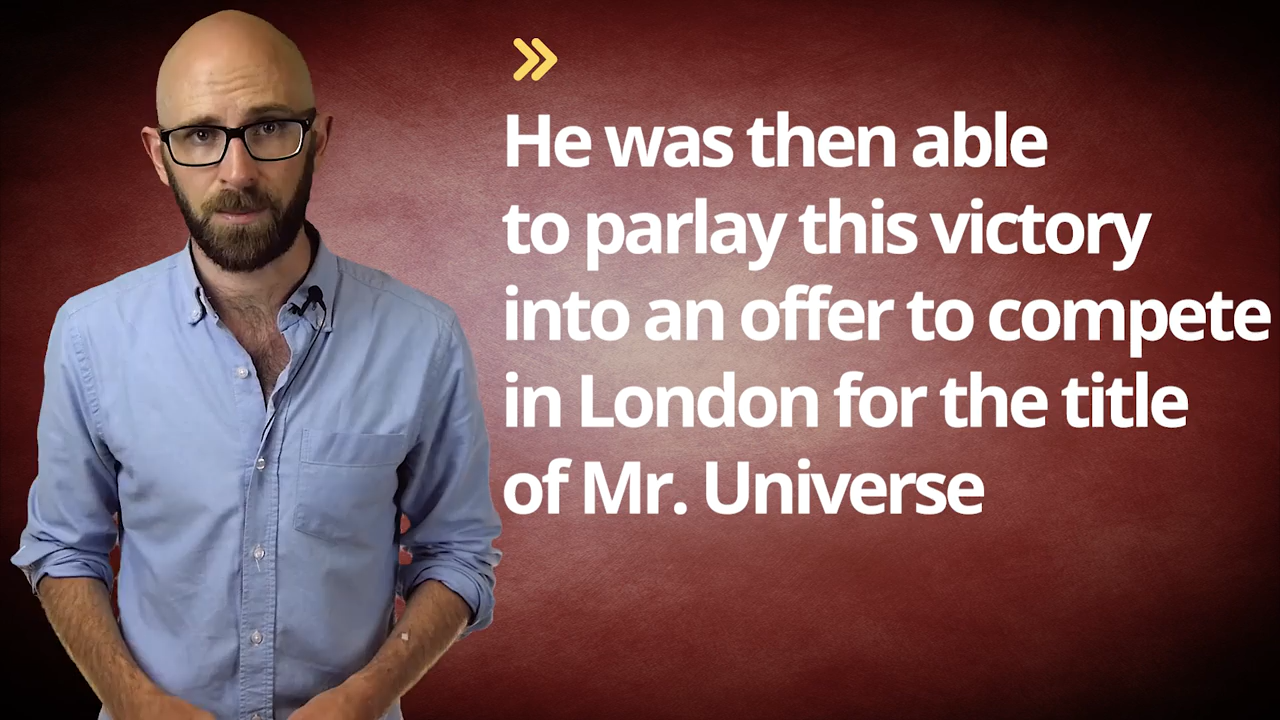 He was then able
to parlay this victory
into an offer to compete
in London for the title
of Mr. Universe